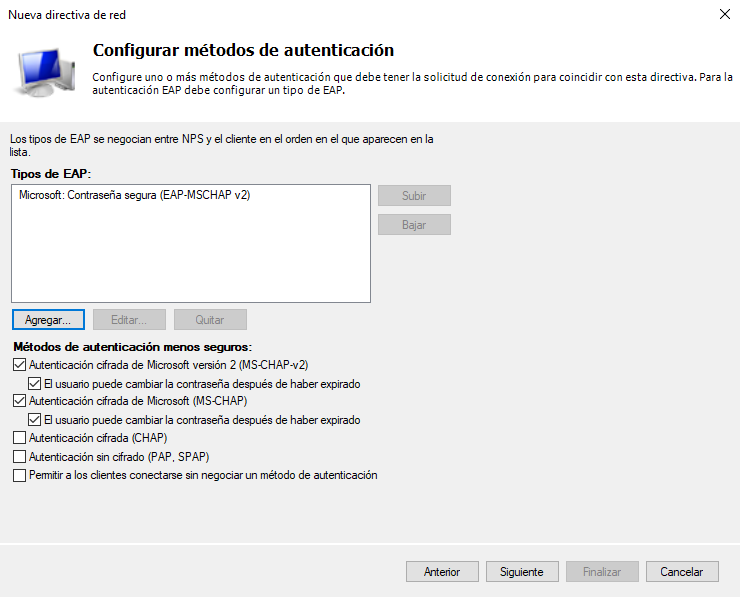 Nueva directiva de red
Configurar métodos de autenticación
Configure uno o más métodos de autenticación que debe tener la solicitud de conexión para coincidir con esta directiva. Para la
autenticación EAP debe configurar un tipo de EAP.
Los tipos de EAP se negocian entre NPS y el cliente en el orden en el que aparecen en la
lista.
Tipos de EAP:
Microsoft: Contraseña segura (EAP-MSCHAP v2)
Subir
Bajar
Agregar...
Editar...
Quitar
Métodos de autenticación menos seguros:
Autenticación cifrada de Microsoft versión 2 (MS-CHAP-v2)
El usuario puede cambiar la contraseña después de haber expirado
Autenticación cifrada de Microsoft (MS-CHAP)
El usuario puede cambiar la contraseña después de haber expirado
Autenticación cifrada (CHAP)
Autenticación sin cifrado (PAP, SPAP)
Permitir a los clientes conectarse sin negociar un método de autenticación
Anterior
Siguiente
Finalizar
Cancelar